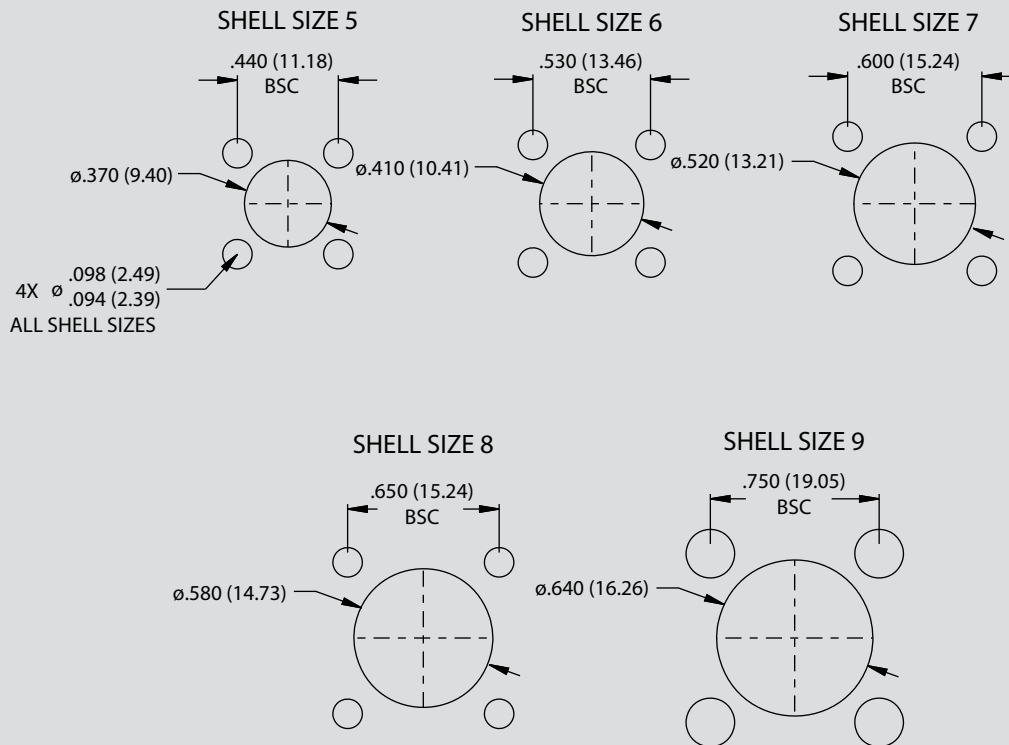 SHELL SIZE 5
.440 (11.18)
BSC
ø.370 (9.40)
4X ø .098 (2.49)
.094 (2.39)
ALL SHELL SIZES
SHELL SIZE 6
.530 (13.46)
BSC
ø.410 (10.41)
SHELL SIZE 7
.600 (15.24)
BSC
ø.520 (13.21)
SHELL SIZE 8
.650 (15.24)
BSC
ø.580 (14.73)
SHELL SIZE 9
.750 (19.05)
BSC
ø.640 (16.26)